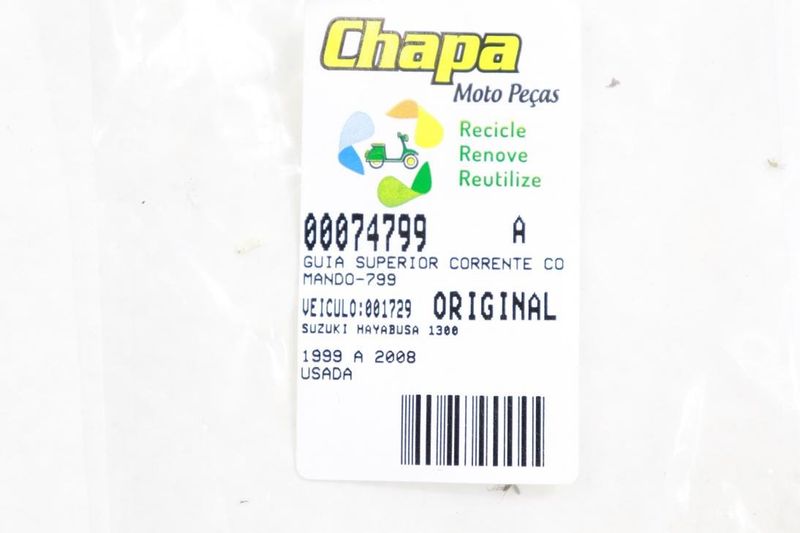 Chapa
Moto Peças
Recicle
Renove
Reutilize
00074799 A
GUIA SUPERIOR CORRENTE CO
MANDO-799
VEICULO:001729 ORIGINAL
SUZUKI HAYABUSA 1300
1999 A 2008
USADA